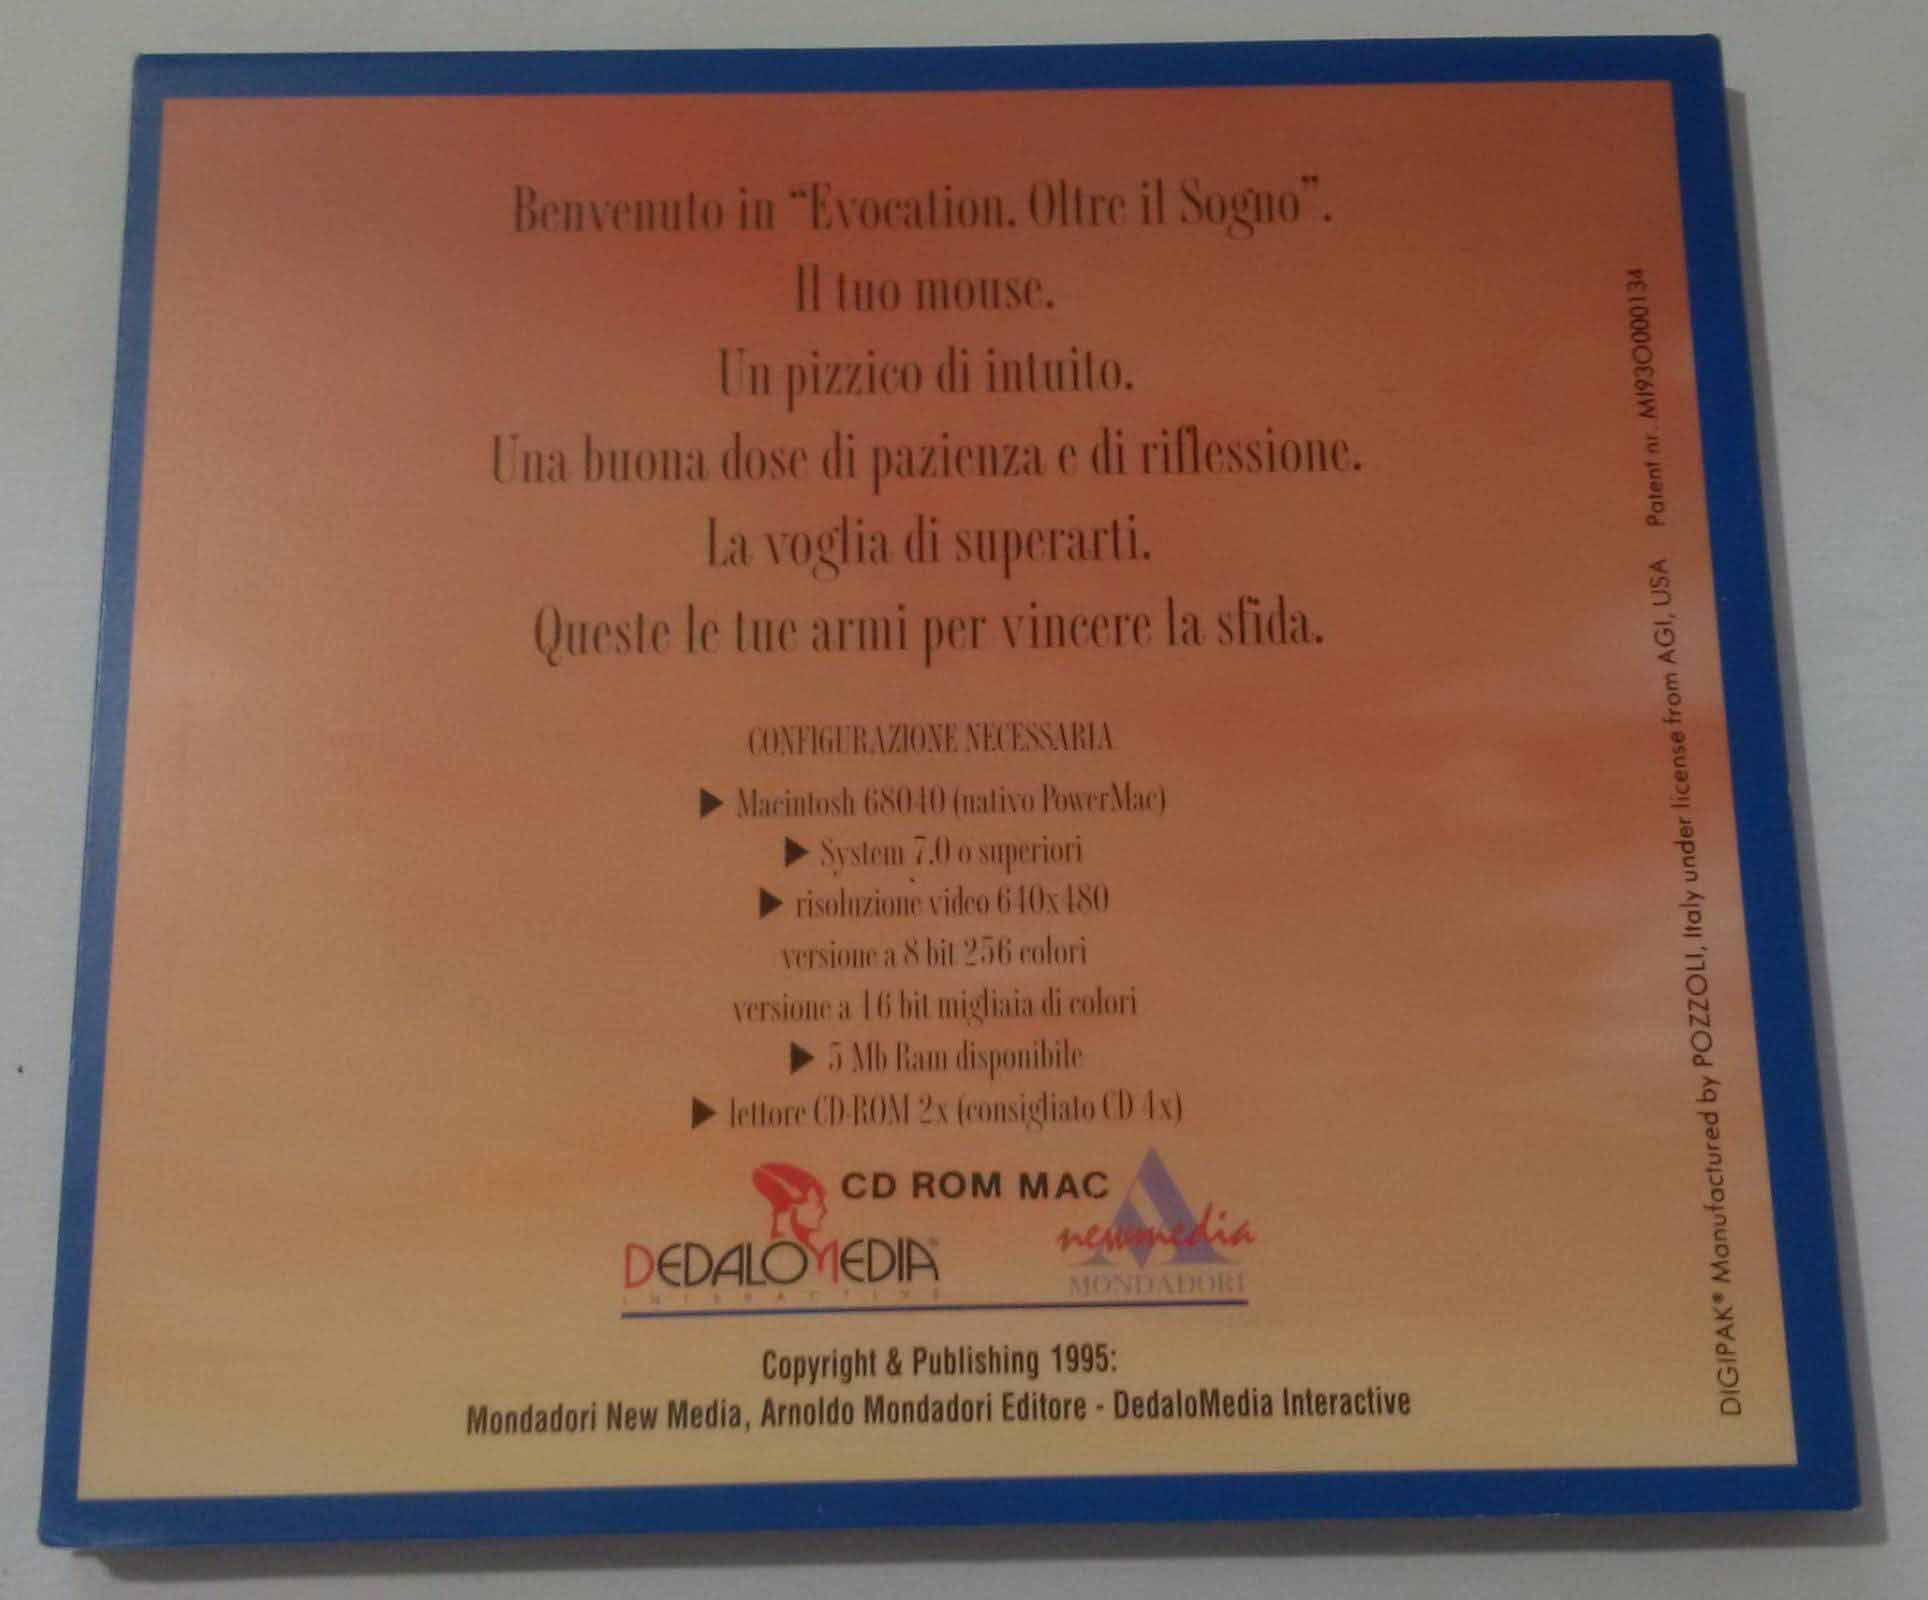 Benvenuto in “Evocation. Oltre il Sogno”.
Il tuo mouse.
Un pizzico di intuito.
Una buona dose di pazienza e di riflessione.
La voglia di superarti.
Queste le tue armi per vincere la sfida.
CONFIGURAZIONE NECESSARIA
▶ Macintosh 68040 (nativo PowerMac)
▶ System 7.0 o superiori
▶ risoluzione video 640x480
versione a 8 bit 256 colori
versione a 16 bit migliaia di colori
▶ 5 Mb Ram disponibile
▶ lettore CD-ROM 2x (consigliato CD 4x)
CD ROM MAC
DEDALOMEDIA™
INTERACTIVE
newmedia
MONDADORI
Copyright & Publishing 1995:
Mondadori New Media, Arnoldo Mondadori Editore - DedaloMedia Interactive
DIGIPAK® Manufactured by POZZOLI, Italy under license from AGI, USA Patent nr. MI93O000134